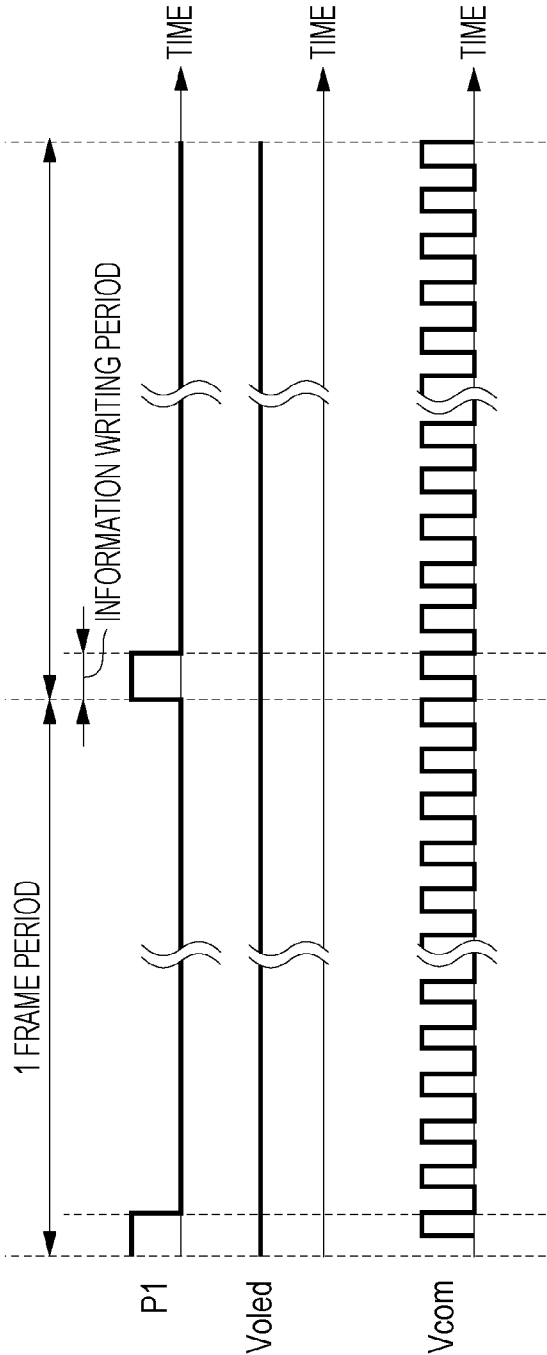 1 FRAME PERIOD
INFORMATION WRITING PERIOD
P1
TIME
Voled
TIME
Vcom
TIME